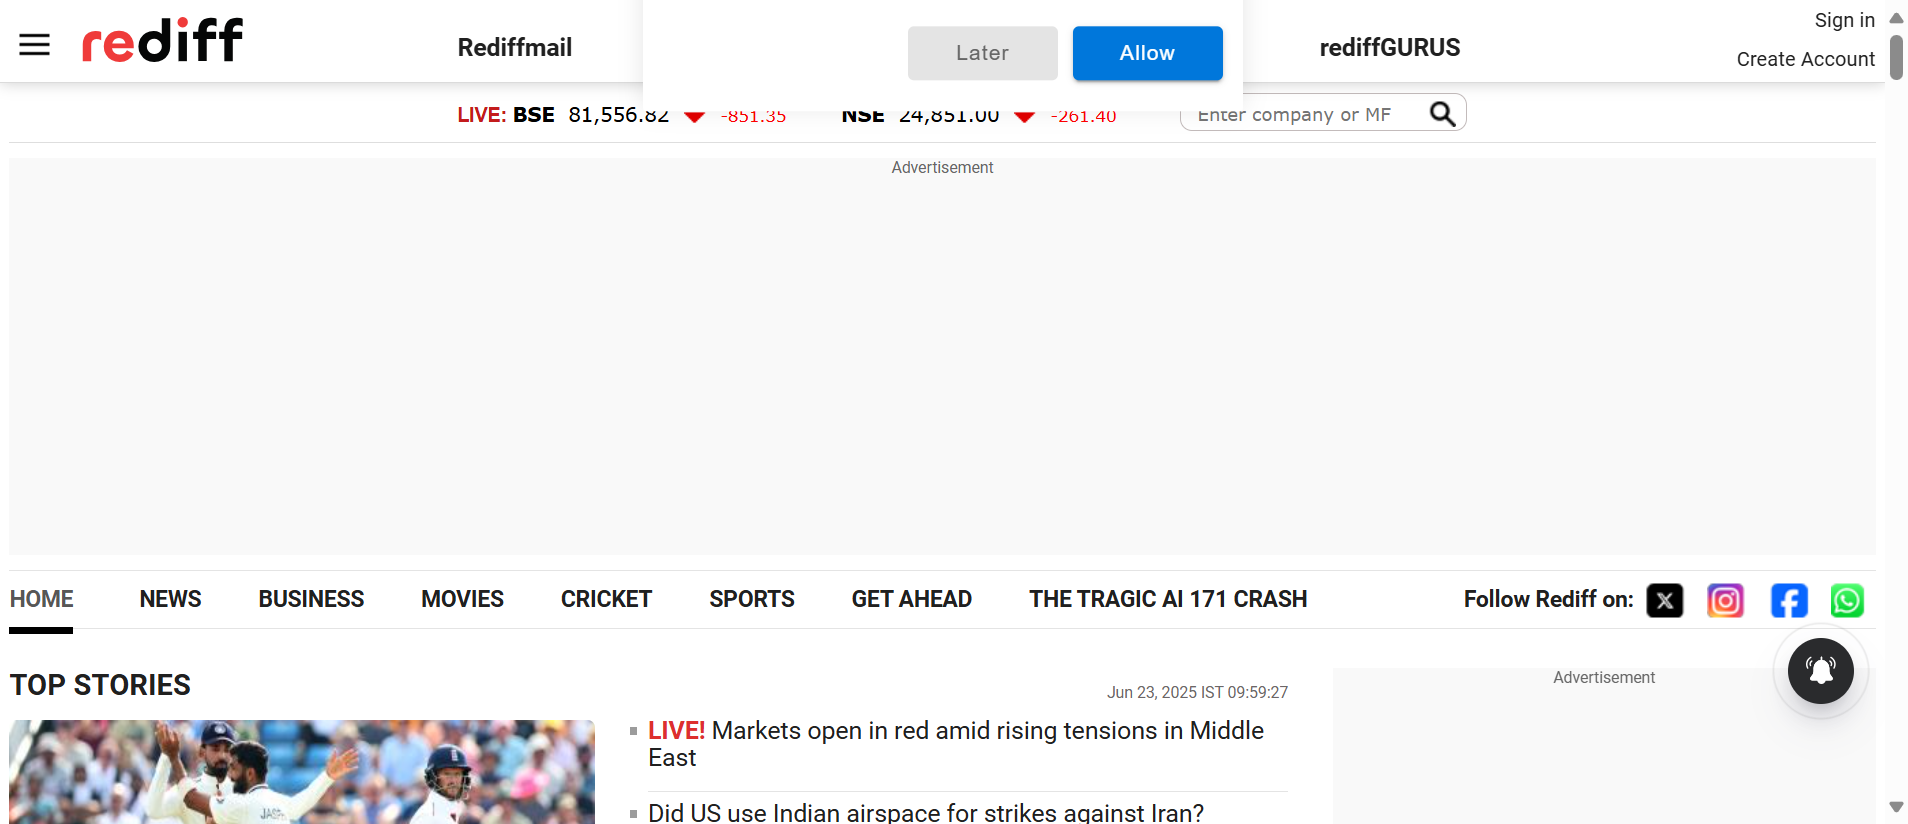 rediff
Rediffmail
Later
Allow
rediffGURUS
Sign in
Create Account
LIVE: BSE 81,556.82 -851.35 NSE 24,851.00 -261.40
Enter company or MF
Advertisement
HOME NEWS BUSINESS MOVIES CRICKET SPORTS GET AHEAD THE TRAGIC AI 171 CRASH Follow Rediff on:
TOP STORIES
Jun 23, 2025 IST 09:59:27
Advertisement
LIVE! Markets open in red amid rising tensions in Middle
East
Did US use Indian airspace for strikes against Iran?